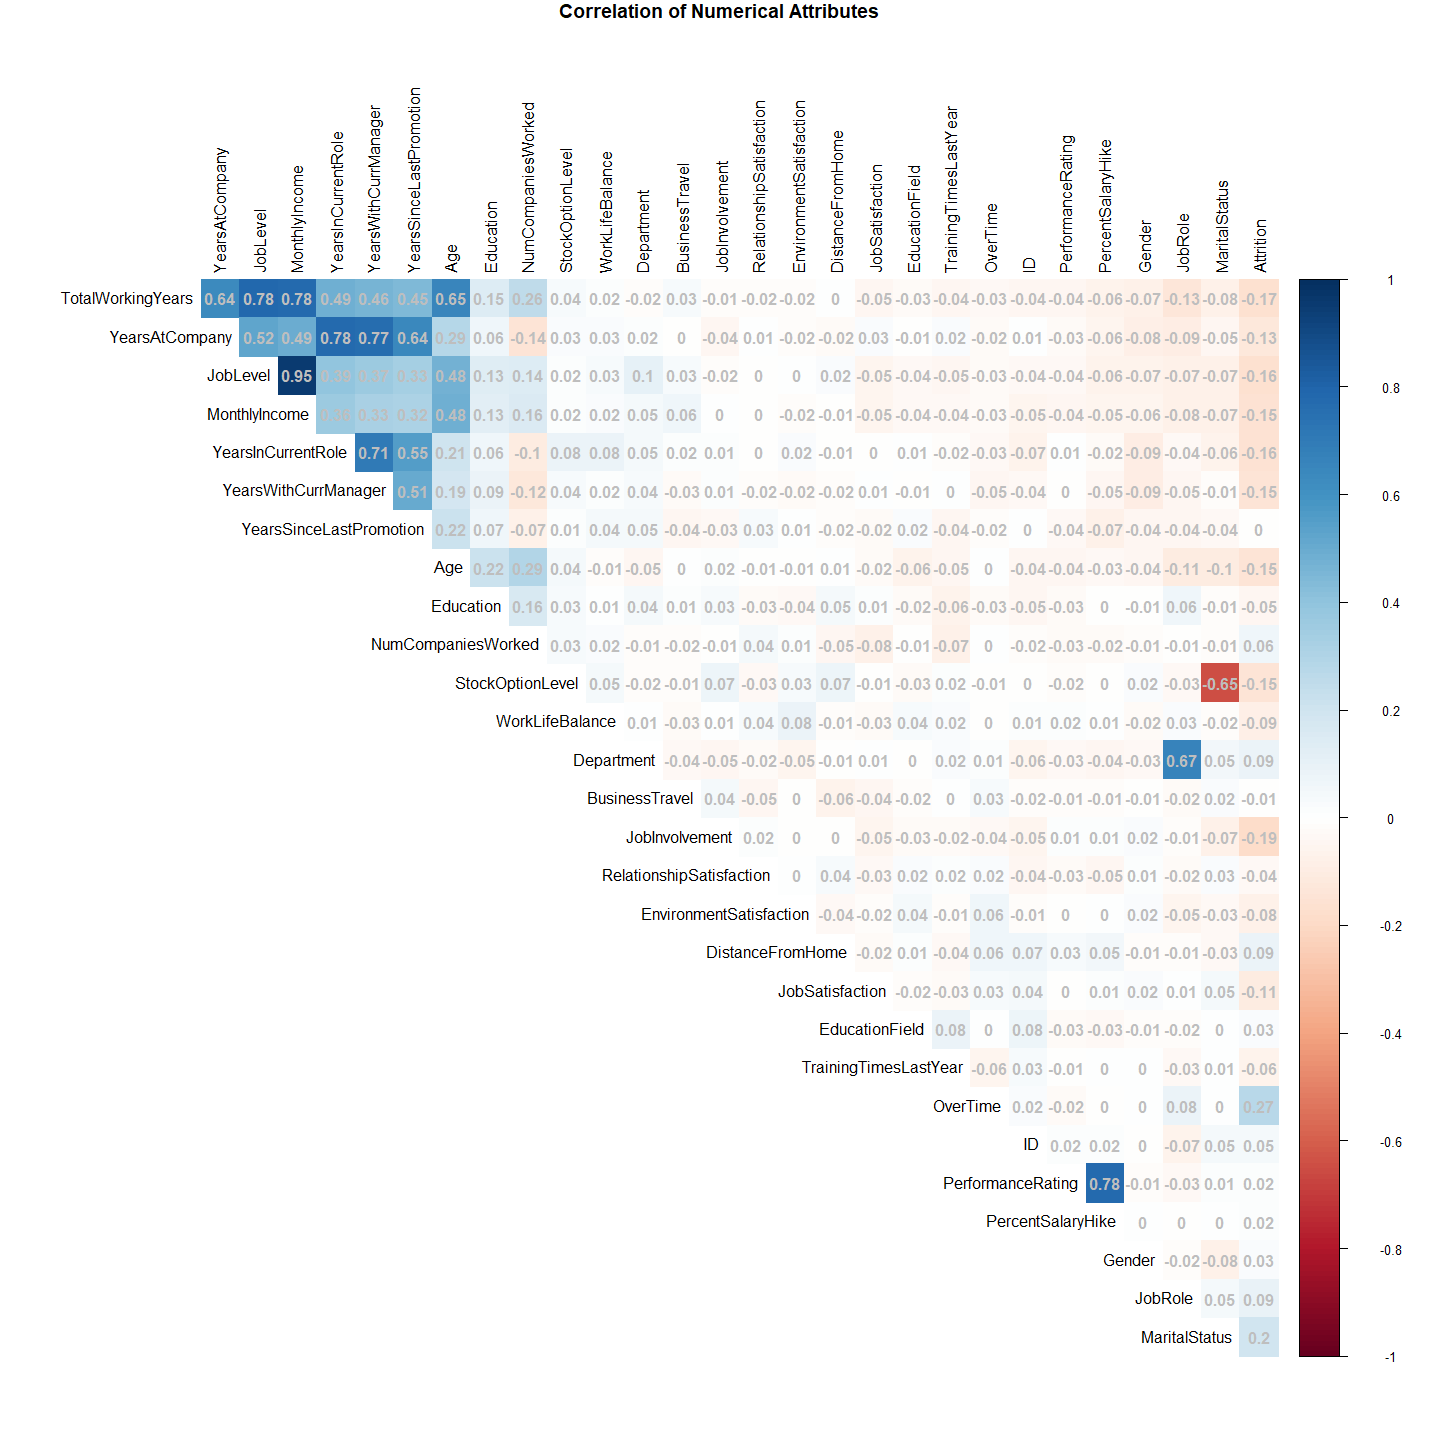 Correlation of Numerical Attributes
YearsAtCompany
JobLevel
MonthlyIncome
YearsInCurrentRole
YearsWithCurrManager
YearsSinceLastPromotion
Age
Education
NumCompaniesWorked
StockOptionLevel
WorkLifeBalance
Department
BusinessTravel
JobInvolvement
RelationshipSatisfaction
EnvironmentSatisfaction
DistanceFromHome
JobSatisfaction
EducationField
TrainingTimesLastYear
OverTime
ID
PerformanceRating
PercentSalaryHike
Gender
JobRole
MaritalStatus
Attrition
TotalWorkingYears 0.64 0.78 0.78 0.49 0.46 0.45 0.65 0.15 0.26 0.04 0.02 -0.02 0.03 -0.01 -0.02 -0.02 0 -0.05 -0.03 -0.04 -0.03 -0.04 -0.04 -0.06 -0.07 -0.13 -0.08 -0.17
YearsAtCompany 0.52 0.49 0.78 0.77 0.64 0.29 0.06 -0.14 0.03 0.03 0.02 0 -0.04 0.01 -0.02 -0.02 0.03 -0.01 0.02 -0.02 0.01 -0.03 -0.06 -0.08 -0.09 -0.05 -0.13
JobLevel 0.95 0.39 0.37 0.33 0.48 0.13 0.14 0.02 0.03 0.1 0.03 -0.02 0 0 0.02 -0.05 -0.04 -0.05 -0.03 -0.04 -0.04 -0.06 -0.07 -0.07 -0.07 -0.16
MonthlyIncome 0.36 0.33 0.32 0.48 0.13 0.16 0.02 0.02 0.05 0.06 0 0 -0.02 -0.01 -0.05 -0.04 -0.04 -0.03 -0.05 -0.04 -0.05 -0.06 -0.08 -0.07 -0.15
YearsInCurrentRole 0.71 0.55 0.21 0.06 -0.1 0.08 0.08 0.05 0.02 0.01 0 0.02 -0.01 0 0.01 -0.02 -0.03 -0.07 0.01 -0.02 -0.09 -0.04 -0.06 -0.16
YearsWithCurrManager 0.51 0.19 0.09 -0.12 0.04 0.02 0.04 -0.03 0.01 -0.02 -0.02 -0.02 0.01 -0.01 0 -0.05 -0.04 0 -0.05 -0.09 -0.05 -0.01 -0.15
YearsSinceLastPromotion 0.22 0.07 -0.07 0.01 0.04 0.05 -0.04 -0.03 0.03 0.01 -0.02 -0.02 0.02 -0.04 -0.02 0 -0.04 -0.07 -0.04 -0.04 -0.04 0
Age 0.22 0.29 0.04 -0.01 -0.05 0 0.02 -0.01 -0.01 0.01 -0.02 -0.06 -0.05 0 -0.04 -0.04 -0.03 -0.04 -0.11 -0.1 -0.15
Education 0.16 0.03 0.01 0.04 0.01 0.03 -0.03 -0.04 0.05 0.01 -0.02 -0.06 -0.03 -0.05 -0.03 0 -0.01 0.06 -0.01 -0.05
NumCompaniesWorked 0.03 0.02 -0.01 -0.02 -0.01 0.04 0.01 -0.05 -0.08 -0.01 -0.07 0 -0.02 -0.03 -0.02 -0.01 -0.01 -0.01 0.06
StockOptionLevel 0.05 -0.02 -0.01 0.07 -0.03 0.03 0.07 -0.01 -0.03 0.02 -0.01 0 -0.02 0 0.02 -0.03 -0.65 -0.15
WorkLifeBalance 0.01 -0.03 0.01 0.04 0.08 -0.01 -0.03 0.04 0.02 0 0.01 0.02 0.01 -0.02 0.03 -0.02 -0.09
Department -0.04 -0.05 -0.02 -0.05 -0.01 0.01 0 0.02 0.01 -0.06 -0.03 -0.04 -0.03 0.67 0.05 0.09
BusinessTravel 0.04 -0.05 0 -0.06 -0.04 -0.02 0 0.03 -0.02 -0.01 -0.01 -0.01 -0.02 0.02 -0.01
JobInvolvement 0.02 0 0 -0.05 -0.03 -0.02 -0.04 -0.05 0.01 0.01 0.02 -0.01 -0.07 -0.19
RelationshipSatisfaction 0 0.04 -0.03 0.02 0.02 0.02 -0.04 -0.03 -0.05 0.01 -0.02 0.03 -0.04
EnvironmentSatisfaction -0.04 -0.02 0.04 -0.01 0.06 -0.01 0 0 0.02 -0.05 -0.03 -0.08
DistanceFromHome -0.02 0.01 -0.04 0.06 0.07 0.03 0.05 -0.01 -0.01 -0.03 0.09
JobSatisfaction -0.02 -0.03 0.03 0.04 0 0.01 0.02 0.01 0.05 -0.11
EducationField 0.08 0 0.08 -0.03 -0.03 -0.01 -0.02 0 0.03
TrainingTimesLastYear -0.06 0.03 -0.01 0 0 -0.03 0.01 -0.06
OverTime 0.02 -0.02 0 0 0.08 0 0.27
ID 0.02 0.02 0 -0.07 0.05 0.05
PerformanceRating 0.78 -0.01 -0.03 0.01 0.02
PercentSalaryHike 0 0 0 0.02
Gender -0.02 -0.08 0.03
JobRole 0.05 0.09
MaritalStatus 0.2
1
0.8
0.6
0.4
0.2
0
-0.2
-0.4
-0.6
-0.8
-1